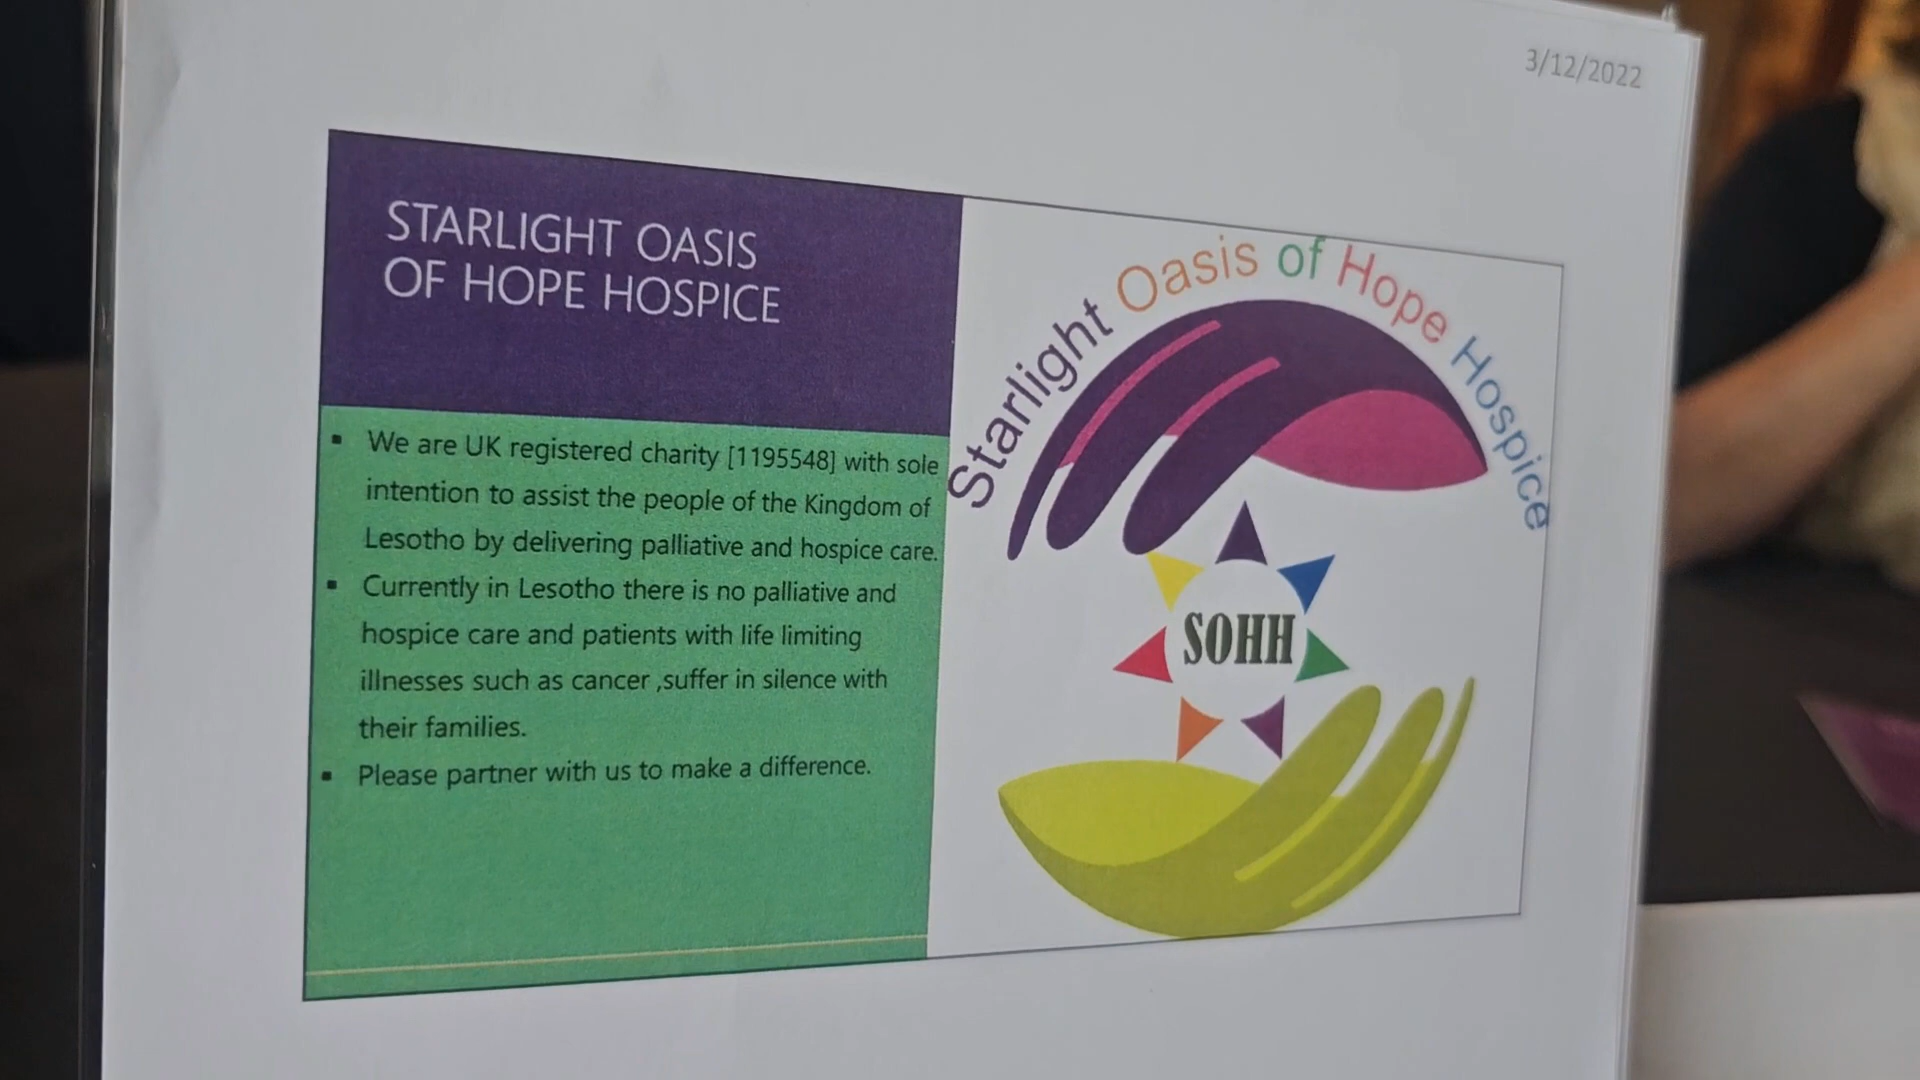 3/12/2022
STARLIGHT OASIS
OF HOPE HOSPICE
▪ We are UK registered charity [1195548] with sole
intention to assist the people of the Kingdom of
Lesotho by delivering palliative and hospice care.
▪ Currently in Lesotho there is no palliative and
hospice care and patients with life limiting
illnesses such as cancer ,suffer in silence with
their families.
▪ Please partner with us to make a difference.
Starlight Oasis of Hope Hospice
SOHH